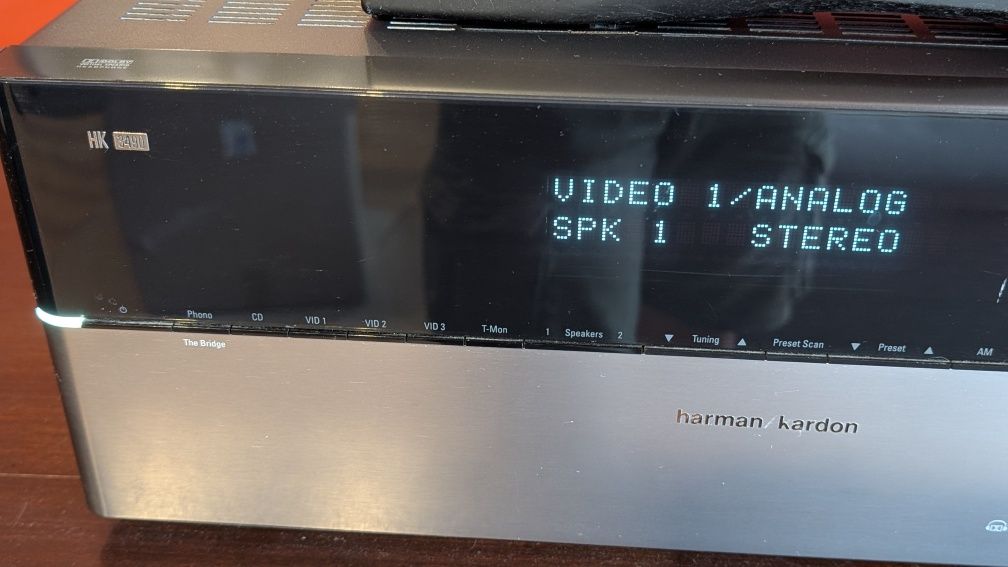 HK 3490
VIDEO 1/ANALOG
SPK 1 STEREO
Phono CD VID 1 VID 2 VID 3 T-Mon 1 Speakers 2 ▼ Tuning ▲ Preset Scan ▼ Preset ▲ AM
The Bridge
harman/kardon